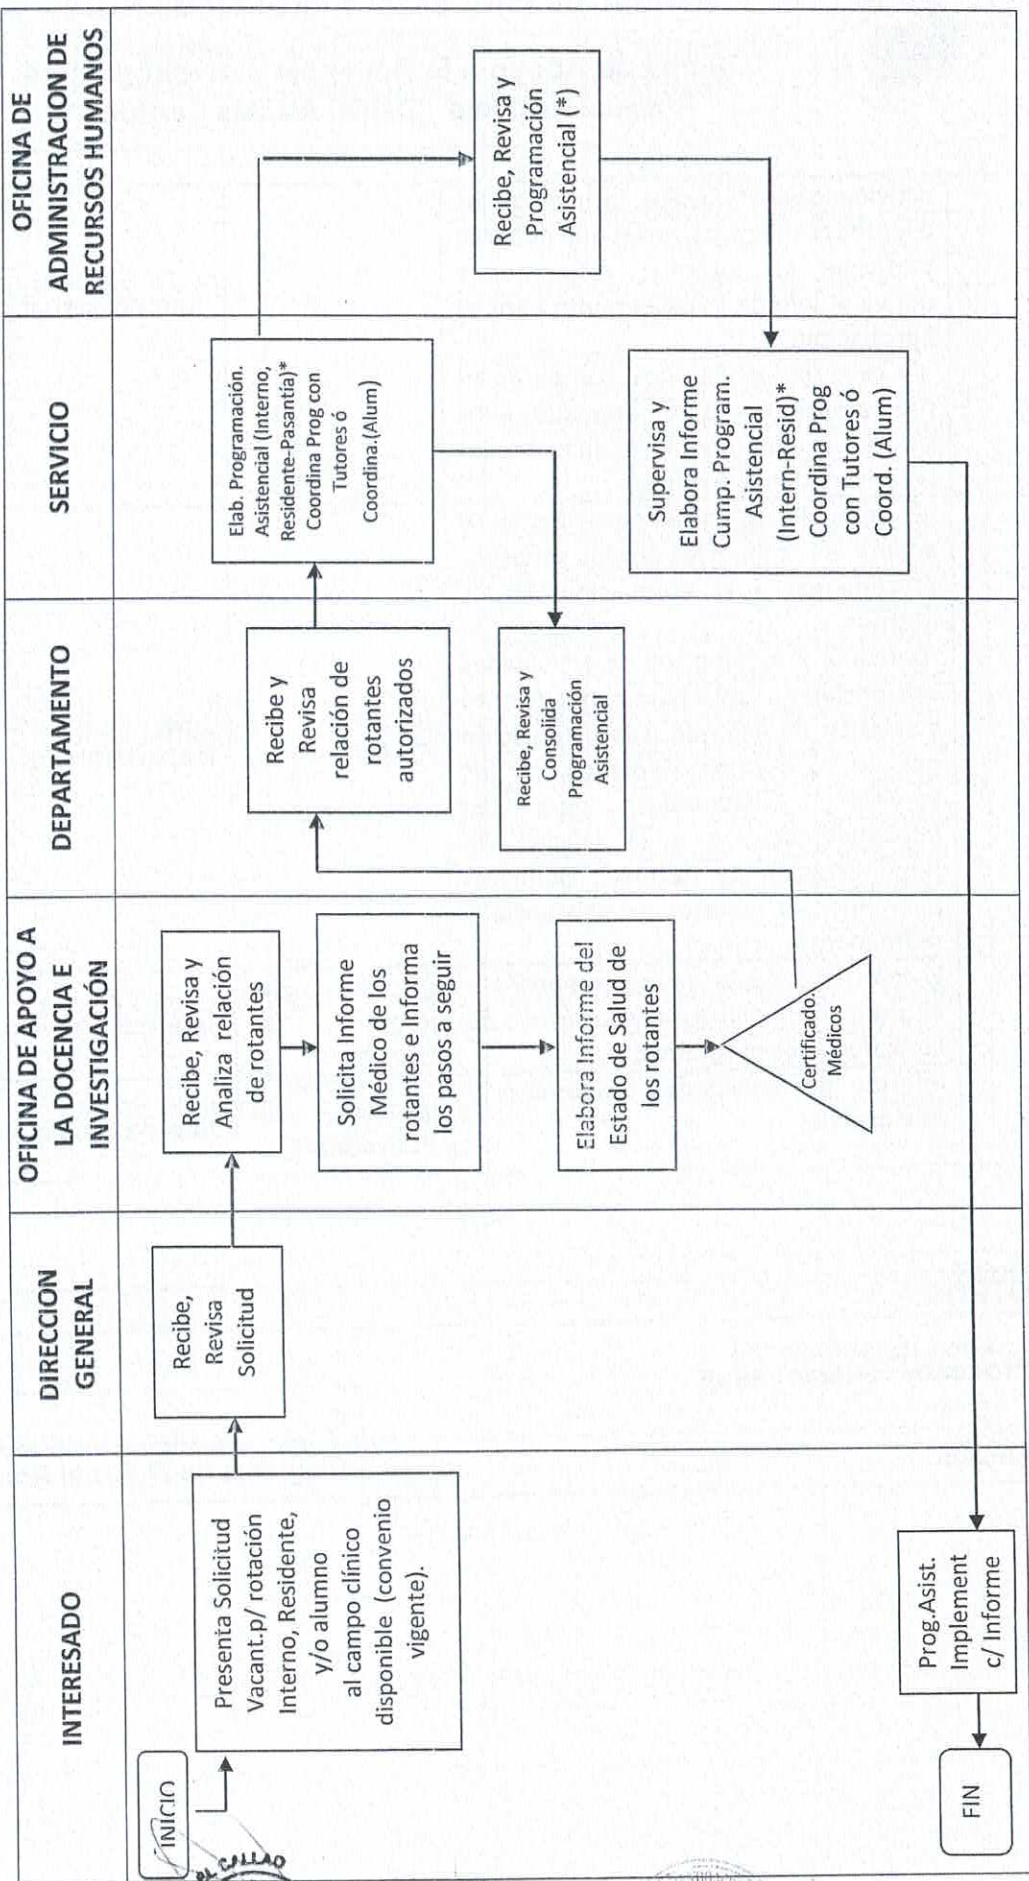 INTERESADO
DIRECCION
GENERAL
OFICINA DE APOYO A
LA DOCENCIA E
INVESTIGACIÓN
DEPARTAMENTO
SERVICIO
OFICINA DE
ADMINISTRACION DE
RECURSOS HUMANOS
INICIO
Presenta Solicitud
Vacant.p/ rotación
Interno, Residente,
y/o alumno
al campo clínico
disponible (convenio
vigente).
Recibe,
Revisa
Solicitud
Recibe, Revisa y
Analiza relación
de rotantes
Solicita Informe
Médico de los
rotantes e Informa
los pasos a seguir
Elabora Informe del
Estado de Salud de
los rotantes
Certificado.
Médicos
Recibe y
Revisa
relación de
rotantes
autorizados
Elab. Programación.
Asistencial (Interno,
Residente-Pasantía)*
Coordina Prog con
Tutores ó
Coordina.(Alum)
Recibe, Revisa y
Consolida
Programación
Asistencial
Recibe, Revisa y
Programación
Asistencial (*)
Supervisa y
Elabora Informe
Cump. Program.
Asistencial
(Intern-Resid)*
Coordina Prog
con Tutores ó
Coord. (Alum)
Prog.Asist.
Implement
c/ Informe
FIN
CALLAO